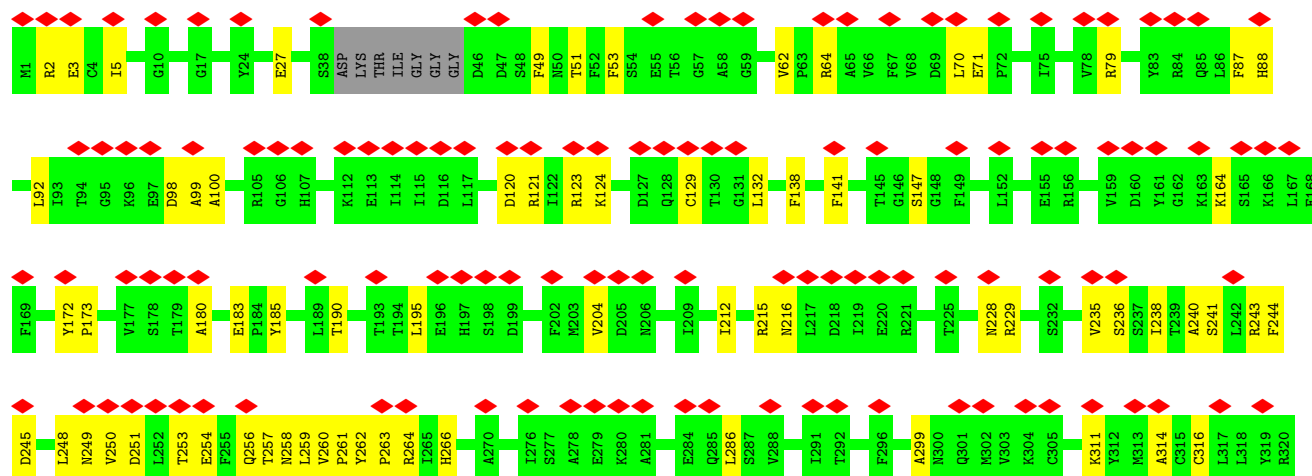 M1 R2 E3 C4 I5 G10 G17 Y24 E27 S38 ASP LYS THR ILE GLY GLY GLY D46 D47 S48 F49 N50 T51 F52 F53 S54 E55 T56 G57 A58 G59 V62 P63 R64 A65 V66 F67 V68 D69 L70 E71 P72 I75 V78 R79 Y83 R84 Q85 L86 F87 H88
L92 I93 T94 G95 K96 E97 D98 A99 A100 R105 G106 H107 K112 E113 I114 I115 D116 L117 D120 R121 I122 R123 K124 D127 Q128 C129 T130 G131 L132 F138 F141 T145 G146 S147 G148 F149 L152 E155 R156 V159 D160 Y161 G162 K163 K164 S165 K166 L167 E168
F169 Y172 P173 V177 S178 T179 A180 E183 P184 Y185 L189 T190 T193 T194 L195 E196 H197 S198 D199 F202 M203 V204 D205 N206 I209 I212 R215 N216 L217 D218 I219 E220 R221 T225 N228 R229 S232 V235 S236 S237 I238 T239 A240 S241 L242 R243 F244
D245 L248 N249 V250 D251 L252 T253 E254 F255 Q256 T257 N258 L259 V260 P261 Y262 P263 R264 I265 H266 A270 I276 S277 A278 E279 K280 A281 E284 Q285 L286 S287 V288 I291 T292 F296 A299 N300 Q301 M302 V303 K304 C305 K311 Y312 M313 A314 C315 C316 L317 L318 Y319 R320